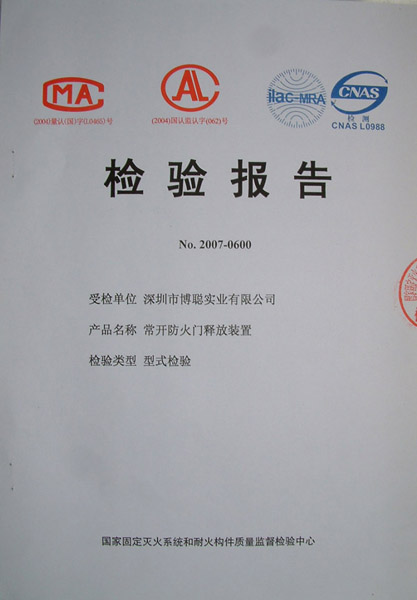 MA
AL
ilac-MRA
CNAS
检 测
CNAS L0988
(2004)量认(国)字(L0465)号
(2004)国认监认字(062)号
检 验 报 告
No. 2007-0600
受检单位 深圳市博聪实业有限公司
产品名称 常开防火门释放装置
检验类型 型式检验
国家固定灭火系统和耐火构件质量监督检验中心